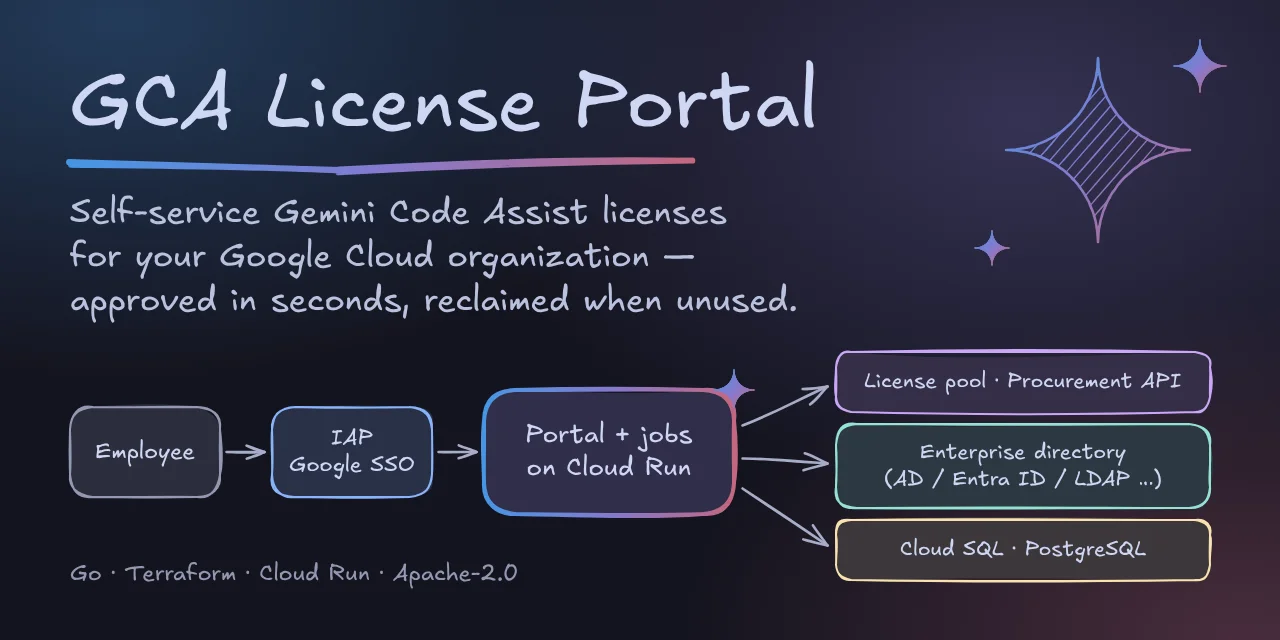 GCA License Portal
Self-service Gemini Code Assist licenses
for your Google Cloud organization —
approved in seconds, reclaimed when unused.
Employee
IAP
Google SSO
Portal + jobs
on Cloud Run
License pool · Procurement API
Enterprise directory
(AD / Entra ID / LDAP ...)
Cloud SQL · PostgreSQL
Go · Terraform · Cloud Run · Apache-2.0